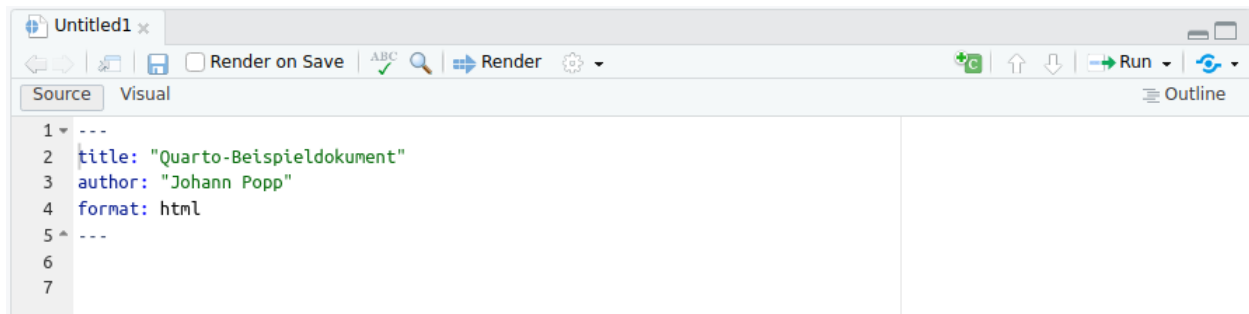 Untitled1
Render on Save ABC Render Run
Source Visual Outline
1 ---
2 title: "Quarto-Beispieldokument"
3 author: "Johann Popp"
4 format: html
5 ---
6
7